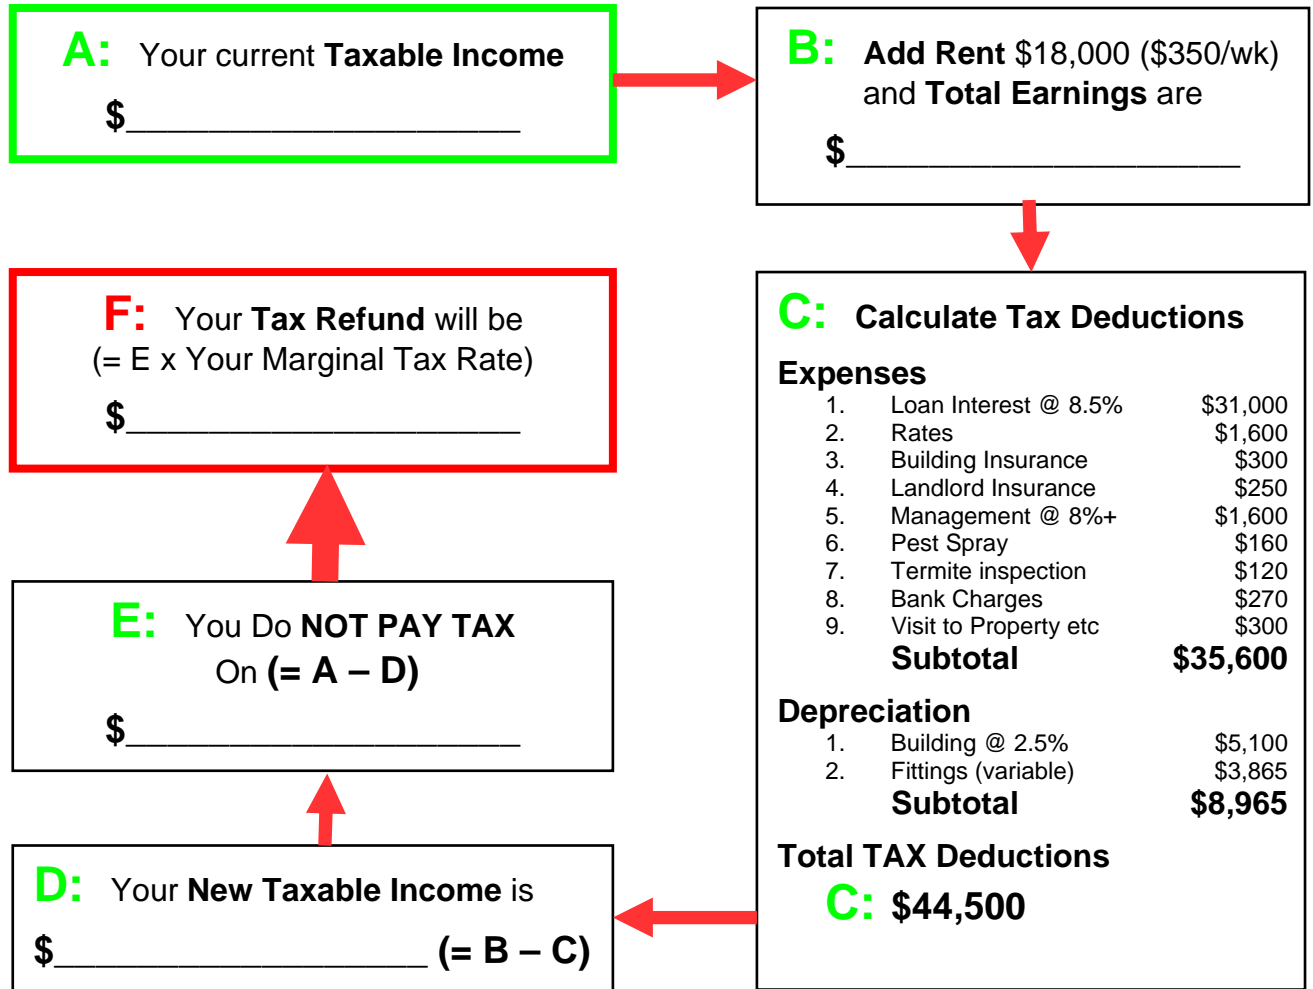 A: Your current Taxable Income
$____________________
B: Add Rent $18,000 ($350/wk)
and Total Earnings are
$____________________
C: Calculate Tax Deductions
Expenses
1. Loan Interest @ 8.5% $31,000
2. Rates $1,600
3. Building Insurance $300
4. Landlord Insurance $250
5. Management @ 8%+ $1,600
6. Pest Spray $160
7. Termite inspection $120
8. Bank Charges $270
9. Visit to Property etc $300
Subtotal $35,600
Depreciation
1. Building @ 2.5% $5,100
2. Fittings (variable) $3,865
Subtotal $8,965
Total TAX Deductions
C: $44,500
D: Your New Taxable Income is
$___________________ (= B – C)
E: You Do NOT PAY TAX
On (= A – D)
$____________________
F: Your Tax Refund will be
(= E x Your Marginal Tax Rate)
$____________________